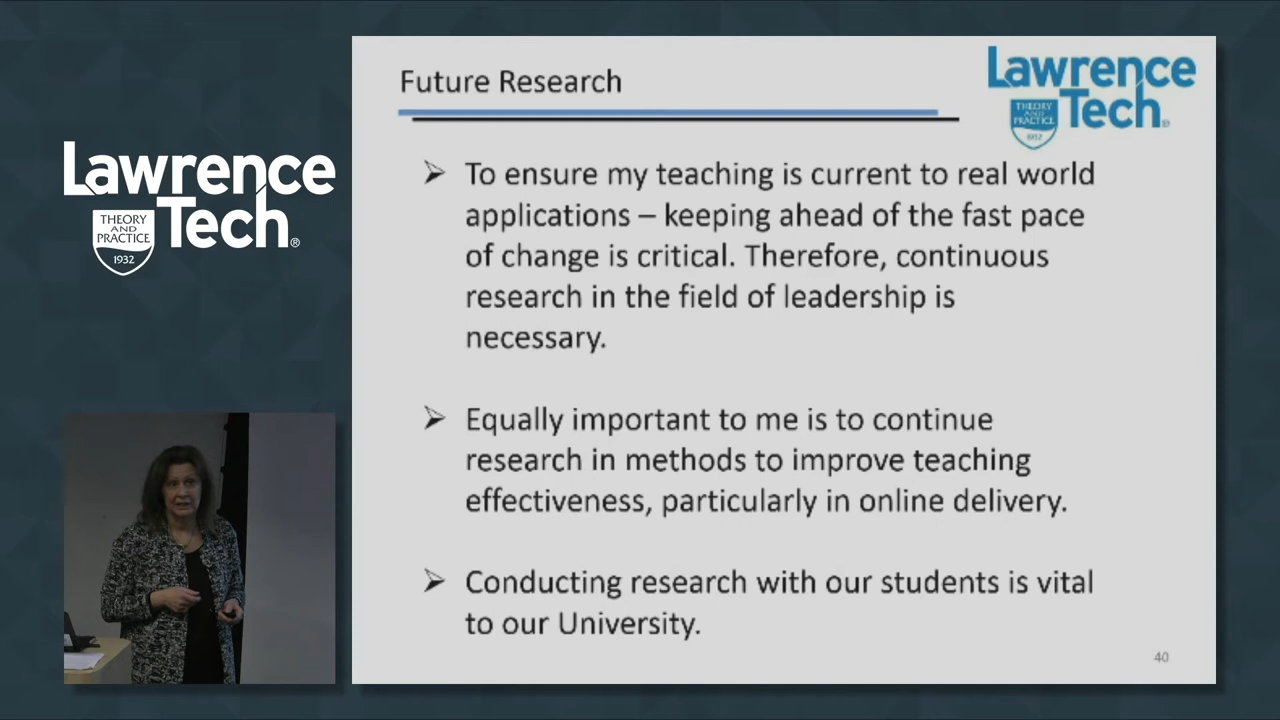 Lawrence
Tech®
THEORY
AND
PRACTICE
1932
Future Research
Lawrence
Tech®
THEORY
AND
PRACTICE
1932
➢ To ensure my teaching is current to real world
applications – keeping ahead of the fast pace
of change is critical. Therefore, continuous
research in the field of leadership is
necessary.
➢ Equally important to me is to continue
research in methods to improve teaching
effectiveness, particularly in online delivery.
➢ Conducting research with our students is vital
to our University.
40